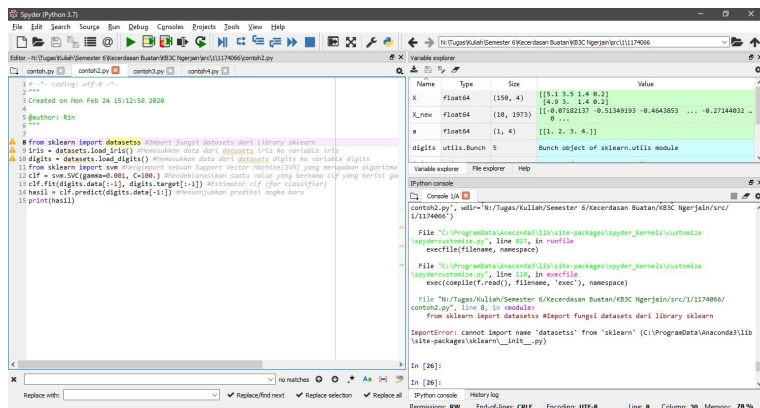 Spyder (Python 3.7)
File Edit Search Source Run Debug Consoles Projects Tools View Help
N:\Tugas\Kuliah\Semester 6\Kecerdasan Buatan\KB3C Ngerjain\src\1\1174066
Editor - N:\Tugas\Kuliah\Semester 6\Kecerdasan Buatan\KB3C Ngerjain\src\1\1174066\contoh2.py
contoh.py contoh2.py contoh3.py contoh4.py
1 # -*- coding: utf-8 -*-
2 """
3 Created on Mon Feb 24 15:12:58 2020
4
5 @author: Rin
6 """
7
8 from sklearn import datasetss #Import fungsi datasets dari library sklearn
9 iris = datasets.load_iris() #Memasukkan data dari datasets iris ke variable iris
10 digits = datasets.load_digits() #Memasukkan data dari datasets digits ke variable digits
11 from sklearn import svm #Mengimport sebuah Support Vector Machine(SVM) yang merupakan algoritma
12 clf = svm.SVC(gamma=0.001, C=100.) #Mendeklarasikan suatu value yang bernama clf yang berisi gam
13 clf.fit(digits.data[:-1], digits.target[:-1]) #Estimator clf (for classifier)
14 hasil = clf.predict(digits.data[-1:]) #Menunjukkan prediksi angka baru
15 print(hasil)
no matches Aa
Replace with: Replace/find next Replace selection Replace all
Variable explorer
Name Type Size Value
X float64 (150, 4) [[5.1 3.5 1.4 0.2]
[4.9 3. 1.4 0.2]
X_new float64 (10, 1973) [[-0.07182137 -0.51349193 -0.4643853 ... -0.27144032 ...
0 ...
a float64 (1, 4) [[1. 2. 3. 4.]]
digits utils.Bunch 5 Bunch object of sklearn.utils module
Variable explorer File explorer Help
IPython console
Console 1/A
contoh2.py', wdir='N:/Tugas/Kuliah/Semester 6/Kecerdasan Buatan/KB3C Ngerjain/src/
1/1174066')
File "C:\ProgramData\Anaconda3\lib\site-packages\spyder_kernels\customize
\spydercustomize.py", line 827, in runfile
execfile(filename, namespace)
File "C:\ProgramData\Anaconda3\lib\site-packages\spyder_kernels\customize
\spydercustomize.py", line 110, in execfile
exec(compile(f.read(), filename, 'exec'), namespace)
File "N:/Tugas/Kuliah/Semester 6/Kecerdasan Buatan/KB3C Ngerjain/src/1/1174066/
contoh2.py", line 8, in <module>
from sklearn import datasetss #Import fungsi datasets dari library sklearn
ImportError: cannot import name 'datasetss' from 'sklearn' (C:\ProgramData\Anaconda3\lib
\site-packages\sklearn\__init__.py)
In [26]:
In [26]:
IPython console History log
Permissions: RW End-of-lines: CRLF Encoding: UTF-8 Line: 8 Column: 30 Memory: 78 %